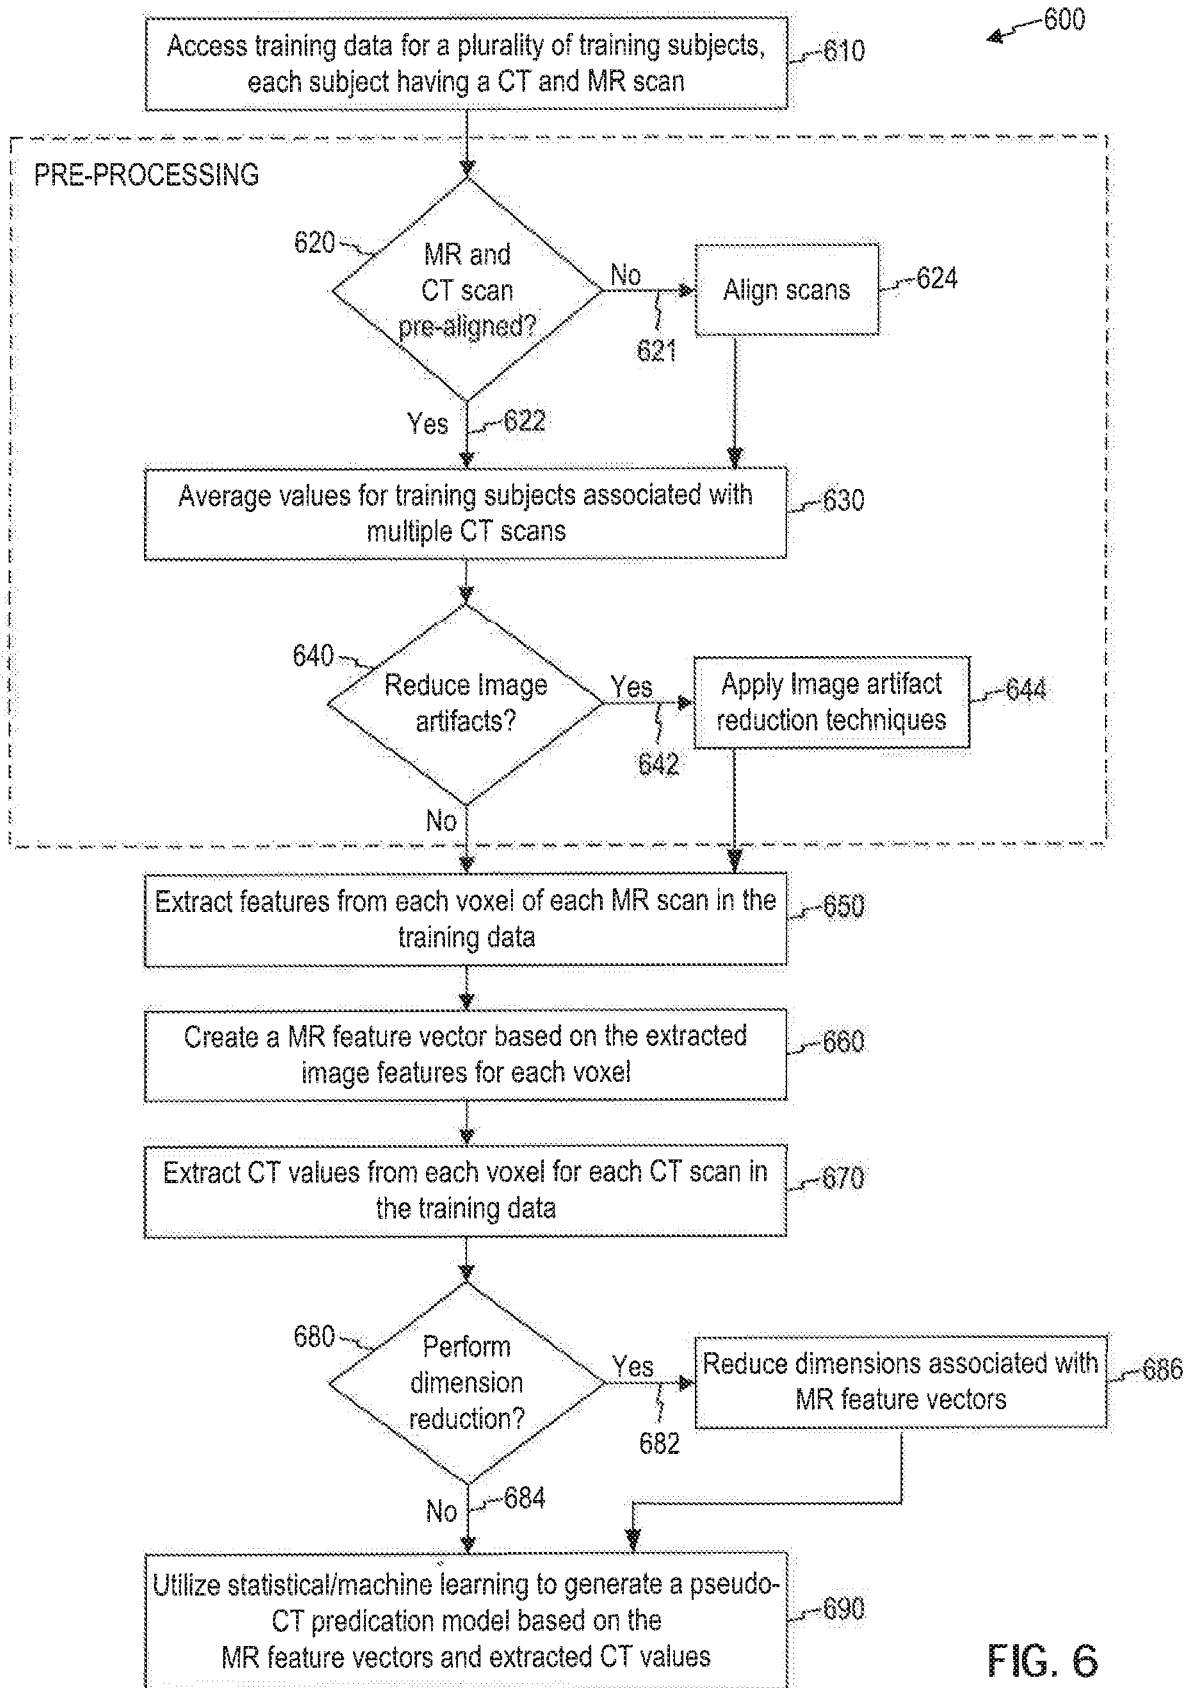 600
Access training data for a plurality of training subjects,
each subject having a CT and MR scan
610
PRE-PROCESSING
620
MR and
CT scan
pre-aligned?
No
621
Align scans
624
Yes
622
Average values for training subjects associated with
multiple CT scans
630
640
Reduce Image
artifacts?
Yes
642
Apply Image artifact
reduction techniques
644
No
Extract features from each voxel of each MR scan in the
training data
650
Create a MR feature vector based on the extracted
image features for each voxel
660
Extract CT values from each voxel for each CT scan in
the training data
670
680
Perform
dimension
reduction?
Yes
682
Reduce dimensions associated with
MR feature vectors
686
No
684
Utilize statistical/machine learning to generate a pseudo-
CT predication model based on the
MR feature vectors and extracted CT values
690
FIG. 6